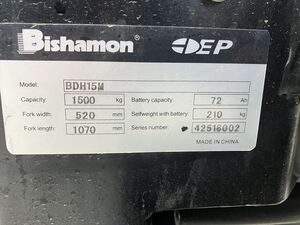 Bishamon EP
Model: BDH15M
Capacity: 1500 kg Battery capacity: 72 Ah
Fork width: 520 mm Selfweight with battery: 210 kg
Fork length: 1070 mm Series number: 42516002
MADE IN CHINA